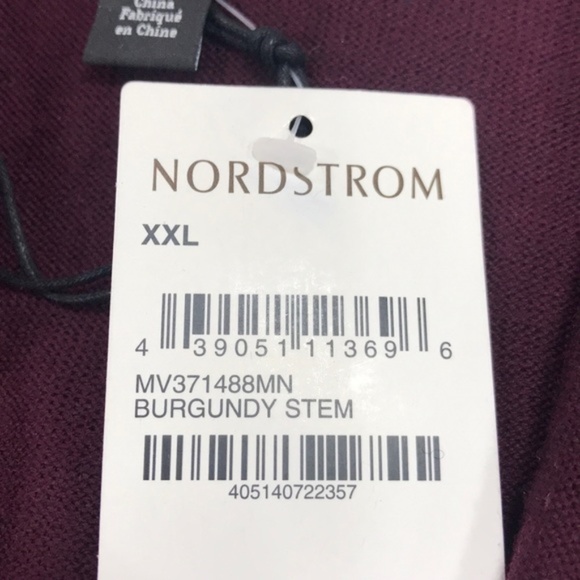 China
Fabriqué
en Chine
NORDSTROM
XXL
4 39051 11369 6
MV371488MN
BURGUNDY STEM
405140722357